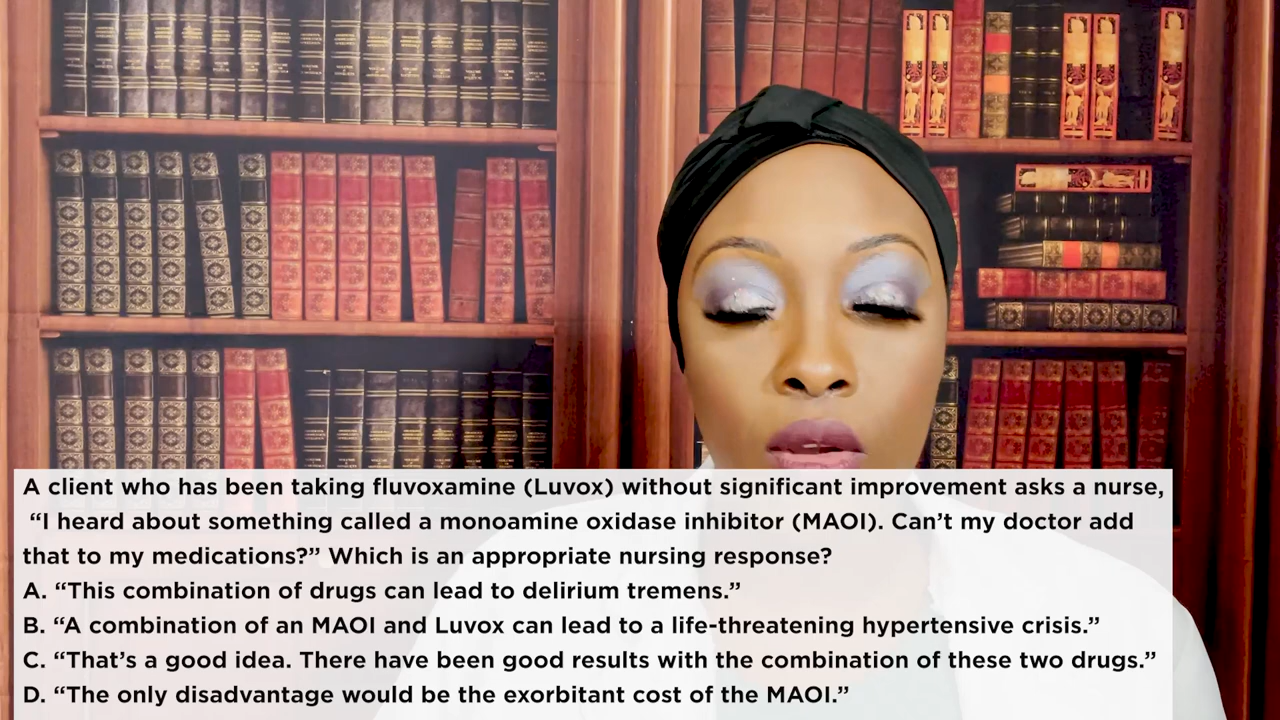 A client who has been taking fluvoxamine (Luvox) without significant improvement asks a nurse,
“I heard about something called a monoamine oxidase inhibitor (MAOI). Can’t my doctor add
that to my medications?” Which is an appropriate nursing response?
A. “This combination of drugs can lead to delirium tremens.”
B. “A combination of an MAOI and Luvox can lead to a life-threatening hypertensive crisis.”
C. “That’s a good idea. There have been good results with the combination of these two drugs.”
D. “The only disadvantage would be the exorbitant cost of the MAOI.”